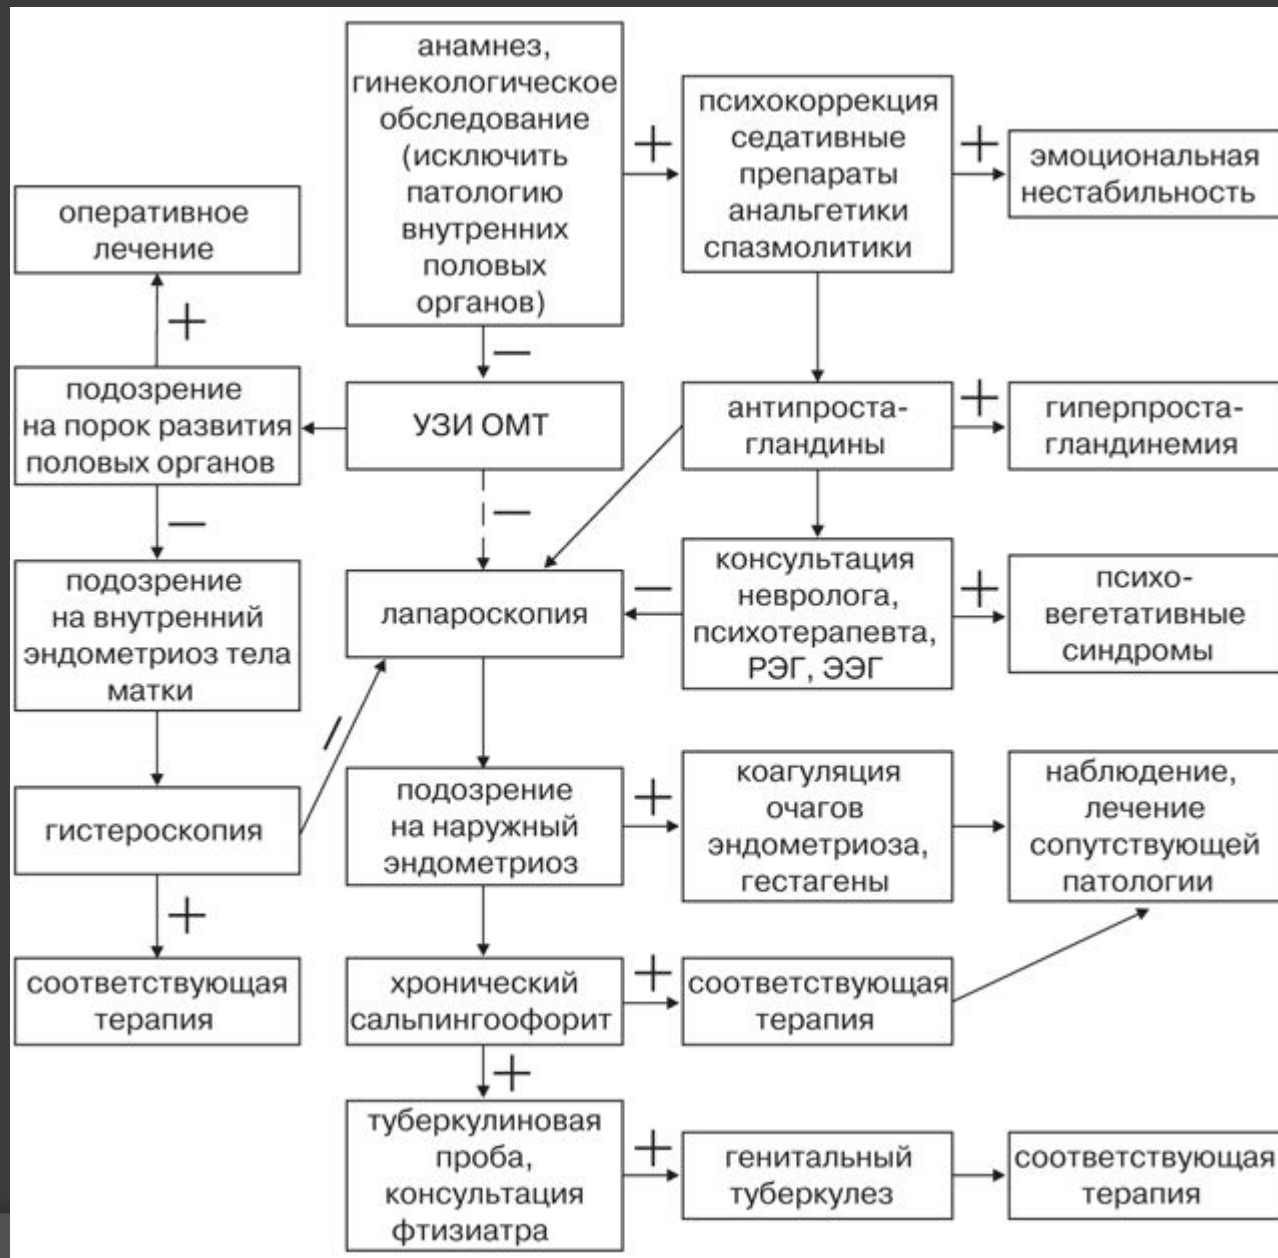 анамнез,
гинекологическое
обследование
(исключить
патологию
внутренних
половых
органов)
+
психокоррекция
седативные
препараты
анальгетики
спазмолитики
+
эмоциональная
нестабильность
оперативное
лечение
+
—
подозрение
на порок развития
половых органов
УЗИ ОМТ
антипроста-
гландины
+
гиперпроста-
гландинемия
—
—
подозрение
на внутренний
эндометриоз тела
матки
лапароскопия
—
консультация
невролога,
психотерапевта,
РЭГ, ЭЭГ
+
психо-
вегетативные
синдромы
—
гистероскопия
подозрение
на наружный
эндометриоз
+
коагуляция
очагов
эндометриоза,
гестагены
наблюдение,
лечение
сопутствующей
патологии
+
соответствующая
терапия
хронический
сальпингоофорит
+
соответствующая
терапия
+
туберкулиновая
проба,
консультация
фтизиатра
+
генитальный
туберкулез
соответствующая
терапия